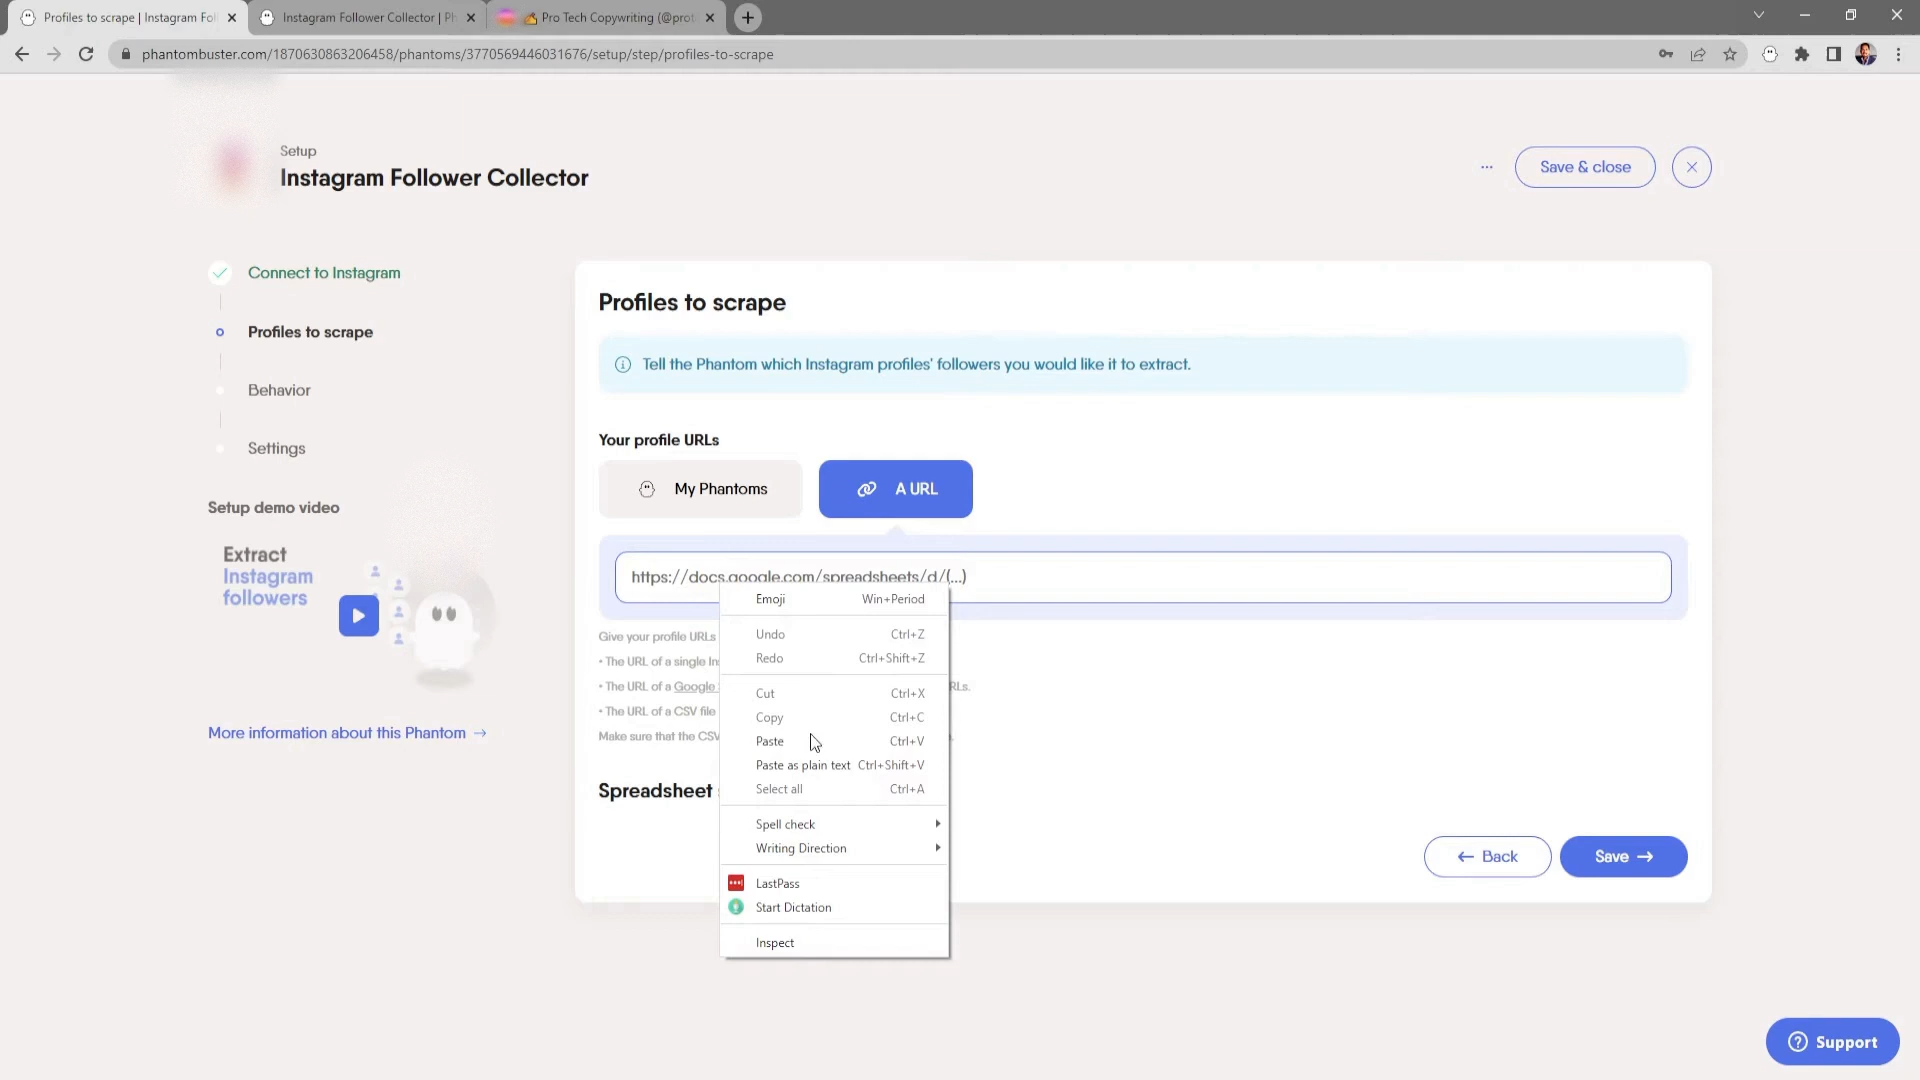 Profiles to scrape | Instagram Fol
Instagram Follower Collector | Ph
Pro Tech Copywriting (@prot
phantombuster.com/1870630863206458/phantoms/3770569446031676/setup/step/profiles-to-scrape
Setup
Instagram Follower Collector
Save & close
Connect to Instagram
Profiles to scrape
Behavior
Settings
Setup demo video
Extract
Instagram
followers
More information about this Phantom →
Profiles to scrape
Tell the Phantom which Instagram profiles' followers you would like it to extract.
Your profile URLs
My Phantoms
A URL
https://docs.google.com/spreadsheets/d/(...)
Give your profile URLs
• The URL of a single In
• The URL of a Google RLs.
• The URL of a CSV file
Make sure that the CSV
Spreadsheet
Emoji Win+Period
Undo Ctrl+Z
Redo Ctrl+Shift+Z
Cut Ctrl+X
Copy Ctrl+C
Paste Ctrl+V
Paste as plain text Ctrl+Shift+V
Select all Ctrl+A
Spell check
Writing Direction
LastPass
Start Dictation
Inspect
← Back
Save →
Support